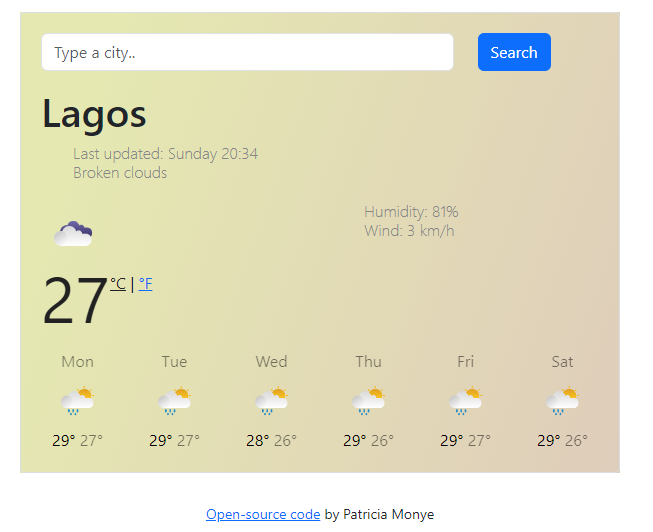 Type a city..
Search
Lagos
Last updated: Sunday 20:34
Broken clouds
Humidity: 81%
Wind: 3 km/h
27 °C | °F
Mon Tue Wed Thu Fri Sat
29° 27° 29° 27° 28° 26° 29° 26° 29° 27° 29° 26°
Open-source code by Patricia Monye